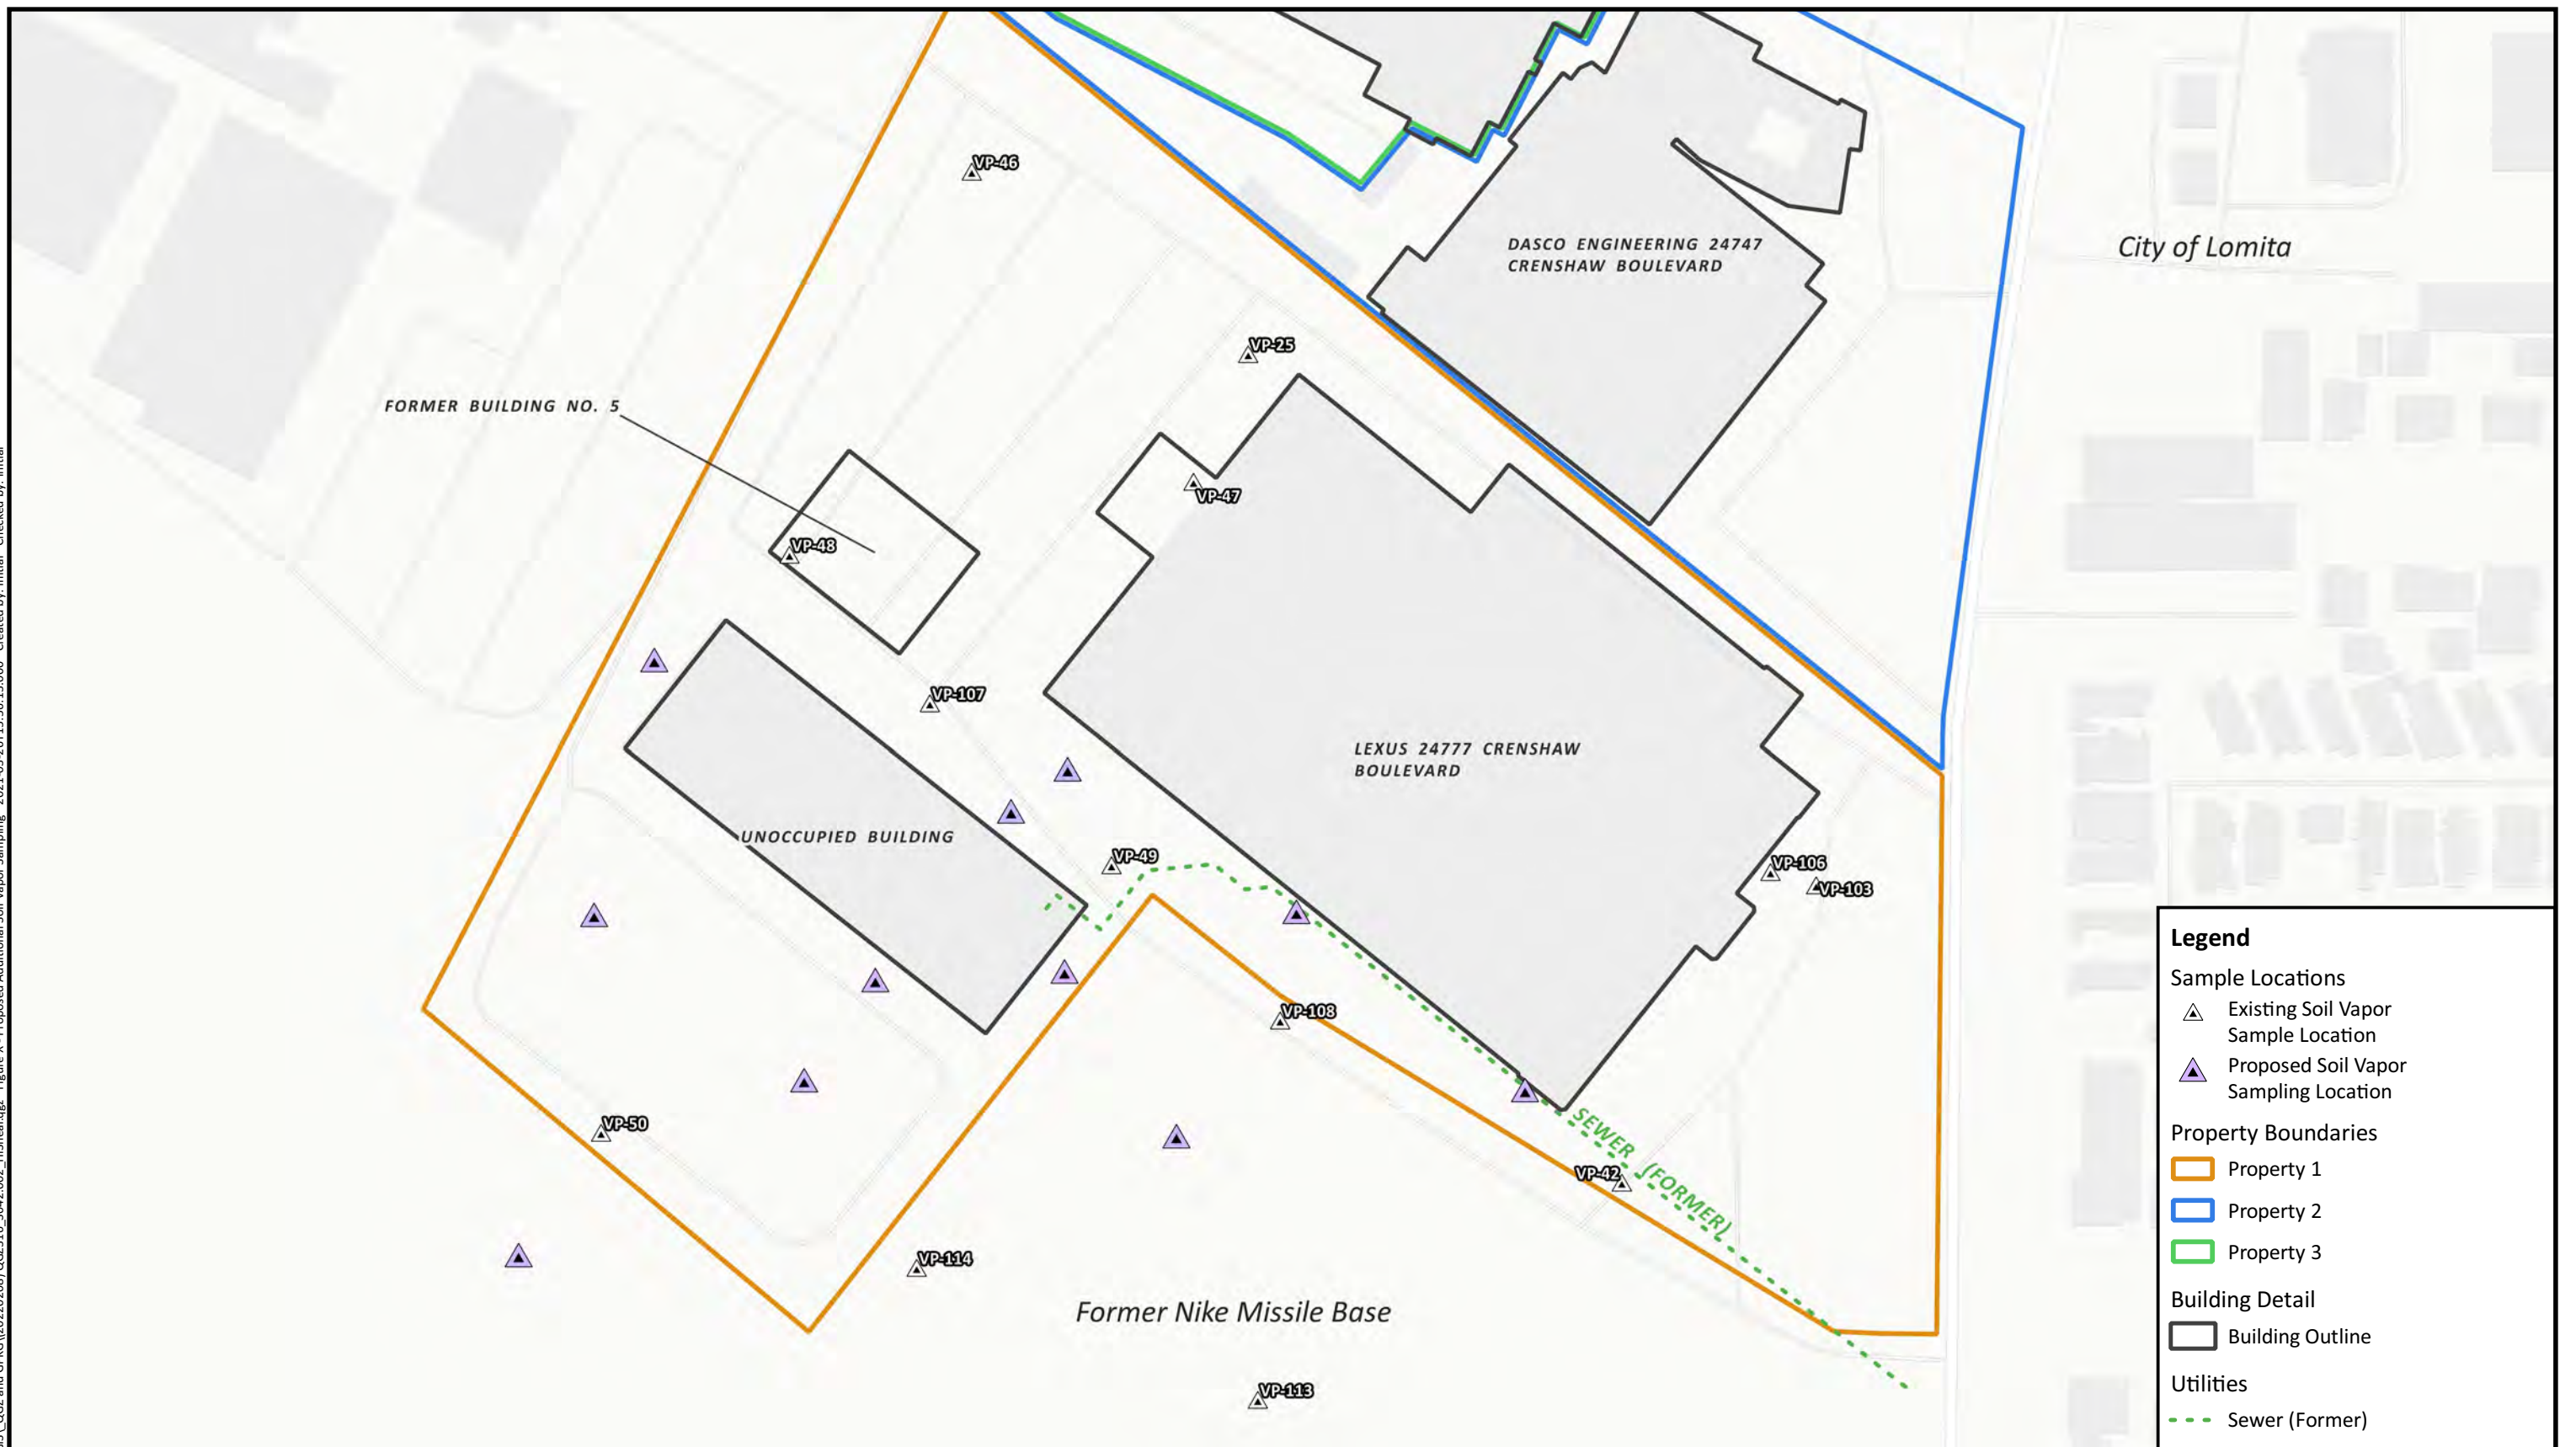 VP-46
City of Lomita
DASCO ENGINEERING 24747
CRENSHAW BOULEVARD
VP-25
FORMER BUILDING NO. 5
VP-47
VP-48
VP-107
LEXUS 24777 CRENSHAW
BOULEVARD
UNOCCUPIED BUILDING
VP-49
VP-106
VP-103
VP-108
VP-50
SEWER (FORMER)
VP-42
VP-114
Former Nike Missile Base
VP-113
Legend
Sample Locations
Existing Soil Vapor
Sample Location
Proposed Soil Vapor
Sampling Location
Property Boundaries
Property 1
Property 2
Property 3
Building Detail
Building Outline
Utilities
Sewer (Former)